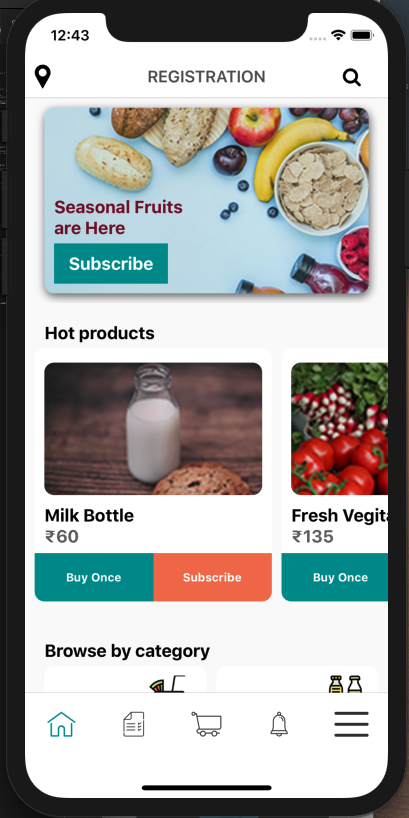 12:43
REGISTRATION
Seasonal Fruits
are Here
Subscribe
Hot products
Milk Bottle
₹60
Buy Once
Subscribe
Fresh Vegita
₹135
Buy Once
Browse by category